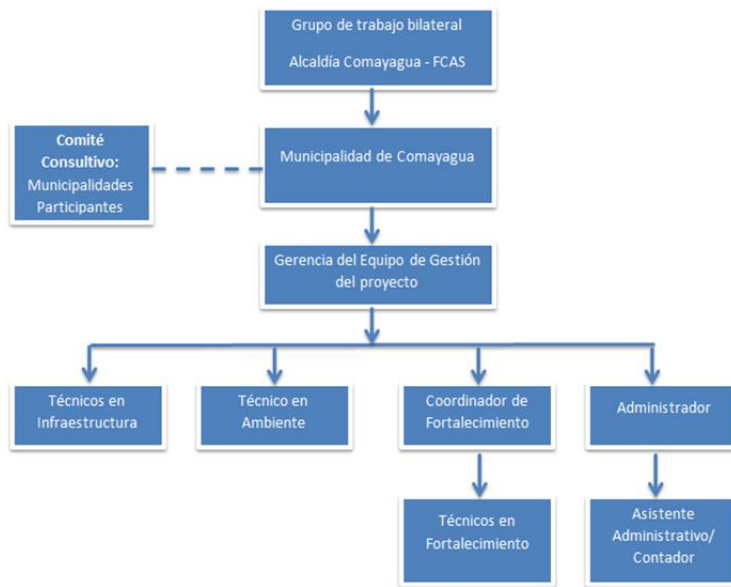 Grupo de trabajo bilateral
Alcaldía Comayagua - FCAS
Comité
Consultivo:
Municipalidades
Participantes
Municipalidad de Comayagua
Gerencia del Equipo de Gestión
del proyecto
Técnicos en
Infraestructura
Técnico en
Ambiente
Coordinador de
Fortalecimiento
Administrador
Técnicos en
Fortalecimiento
Asistente
Administrativo/
Contador